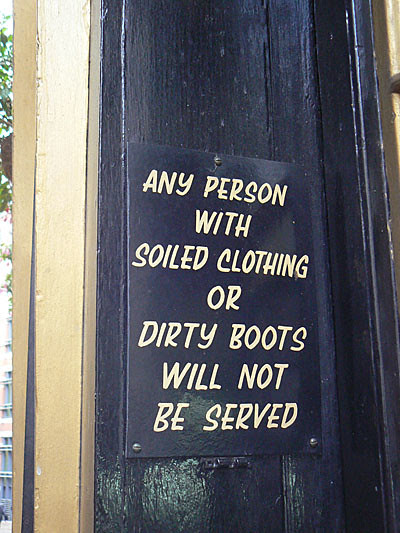 ANY PERSON
WITH
SOILED CLOTHING
OR
DIRTY BOOTS
WILL NOT
BE SERVED